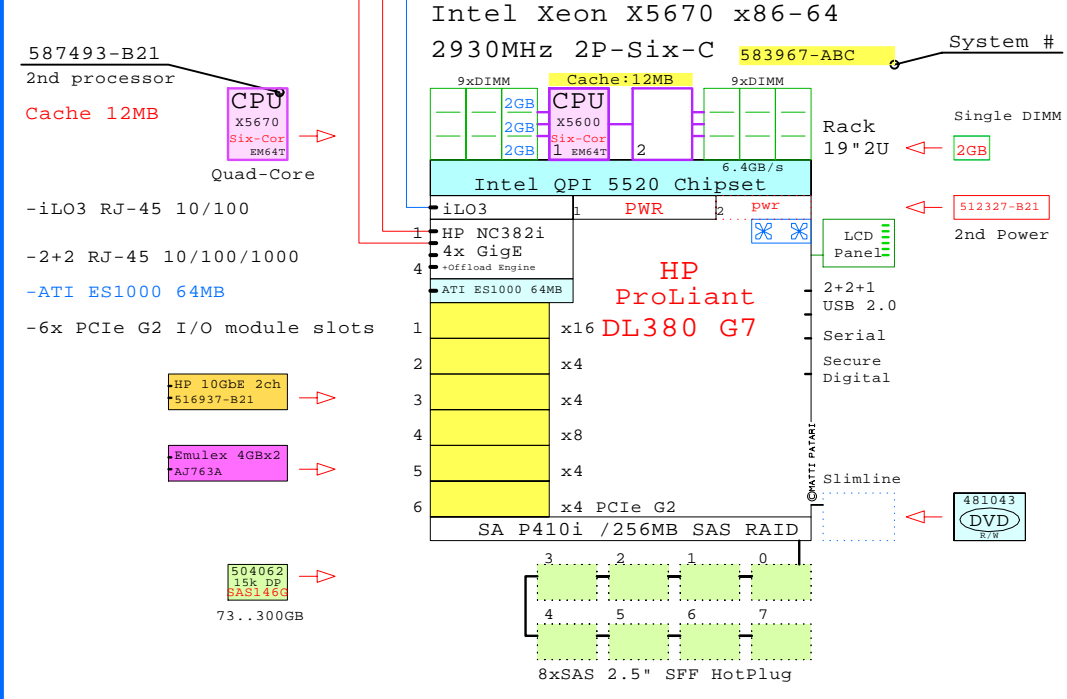 Intel Xeon X5670 x86-64
2930MHz 2P-Six-C
583967-ABC
System #
587493-B21
2nd processor
Cache 12MB
CPU
X5670
Six-Cor
EM64T
Quad-Core
9xDIMM
Cache:12MB
9xDIMM
2GB
2GB
2GB
CPU
X5600
Six-Cor
1 EM64T
2
Rack
19"2U
Single DIMM
2GB
6.4GB/s
Intel QPI 5520 Chipset
-iLO3 RJ-45 10/100
iLO3
1 PWR
2 pwr
512327-B21
2nd Power
1 HP NC382i
4x GigE
4 +Offload Engine
LCD
Panel
-2+2 RJ-45 10/100/1000
-ATI ES1000 64MB
ATI ES1000 64MB
HP
ProLiant
DL380 G7
2+2+1
USB 2.0
-6x PCIe G2 I/O module slots
1 x16
Serial
2 x4
Secure
Digital
HP 10GbE 2ch
516937-B21
3 x4
4 x8
©MATTI PATARI
Emulex 4GBx2
AJ763A
5 x4
Slimline
6 x4 PCIe G2
481043
DVD
R/W
SA P410i /256MB SAS RAID
3 2 1 0
504062
15k DP
SAS146G
73..300GB
4 5 6 7
8xSAS 2.5" SFF HotPlug